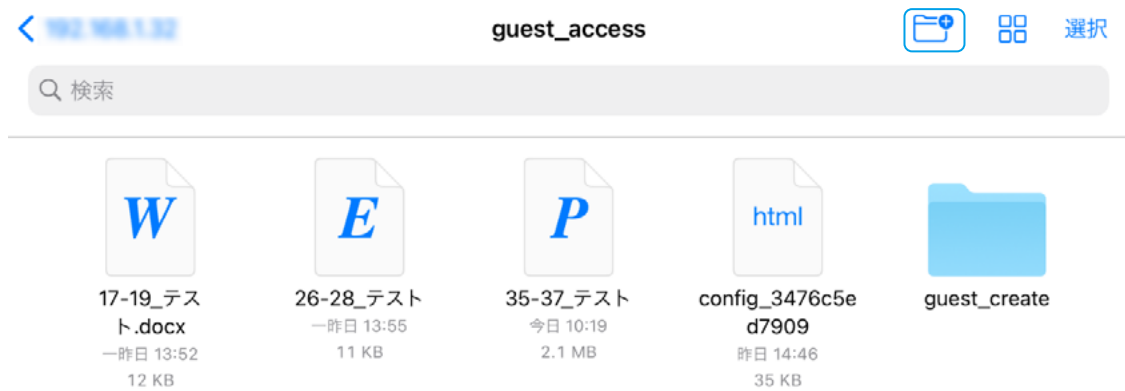 guest_access
選択
検索
W
E
P
html
17-19_テス
ト.docx
一昨日 13:52
12 KB
26-28_テスト
一昨日 13:55
11 KB
35-37_テスト
今日 10:19
2.1 MB
config_3476c5e
d7909
昨日 14:46
35 KB
guest_create